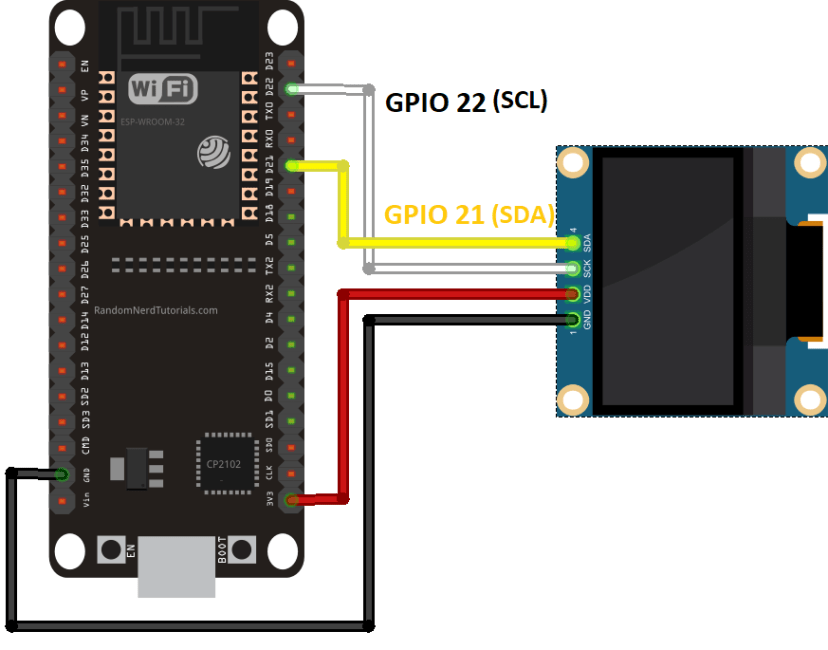 EN
VP
VN
D34
D35
D32
D33
D25
D26
D27
D14
D12
D13
SD2
SD3
CMD
GND
Vin
WiFi
ESP-WROOM-32
RandomNerdTutorials.com
CP2102
EN
BOOT
D23
D22
TX0
RX0
D21
D19
D18
D5
TX2
RX2
D4
D2
D15
D0
SD1
SD0
CLK
3V3
GPIO 22 (SCL)
GPIO 21 (SDA)
4
SDA
SCK
VDD
GND
1